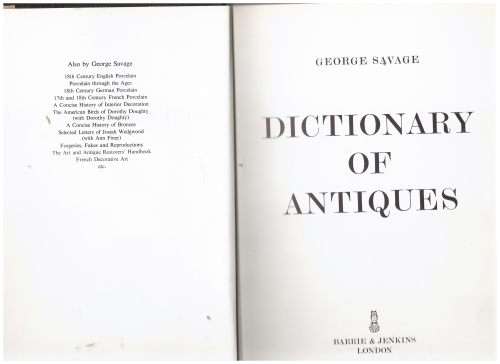 Also by George Savage
18th Century English Porcelain
Porcelain through the Ages
18th Century German Porcelain
17th and 18th Century French Porcelain
A Concise History of Interior Decoration
The American Birds of Dorothy Doughty
(with Dorothy Doughty)
A Concise History of Bronzes
Selected Letters of Josiah Wedgwood
(with Ann Finer)
Forgeries, Fakes and Reproductions
The Art and Antique Restorers' Handbook
French Decorative Art
etc.
GEORGE SAVAGE
DICTIONARY
OF
ANTIQUES
BARRIE & JENKINS
LONDON